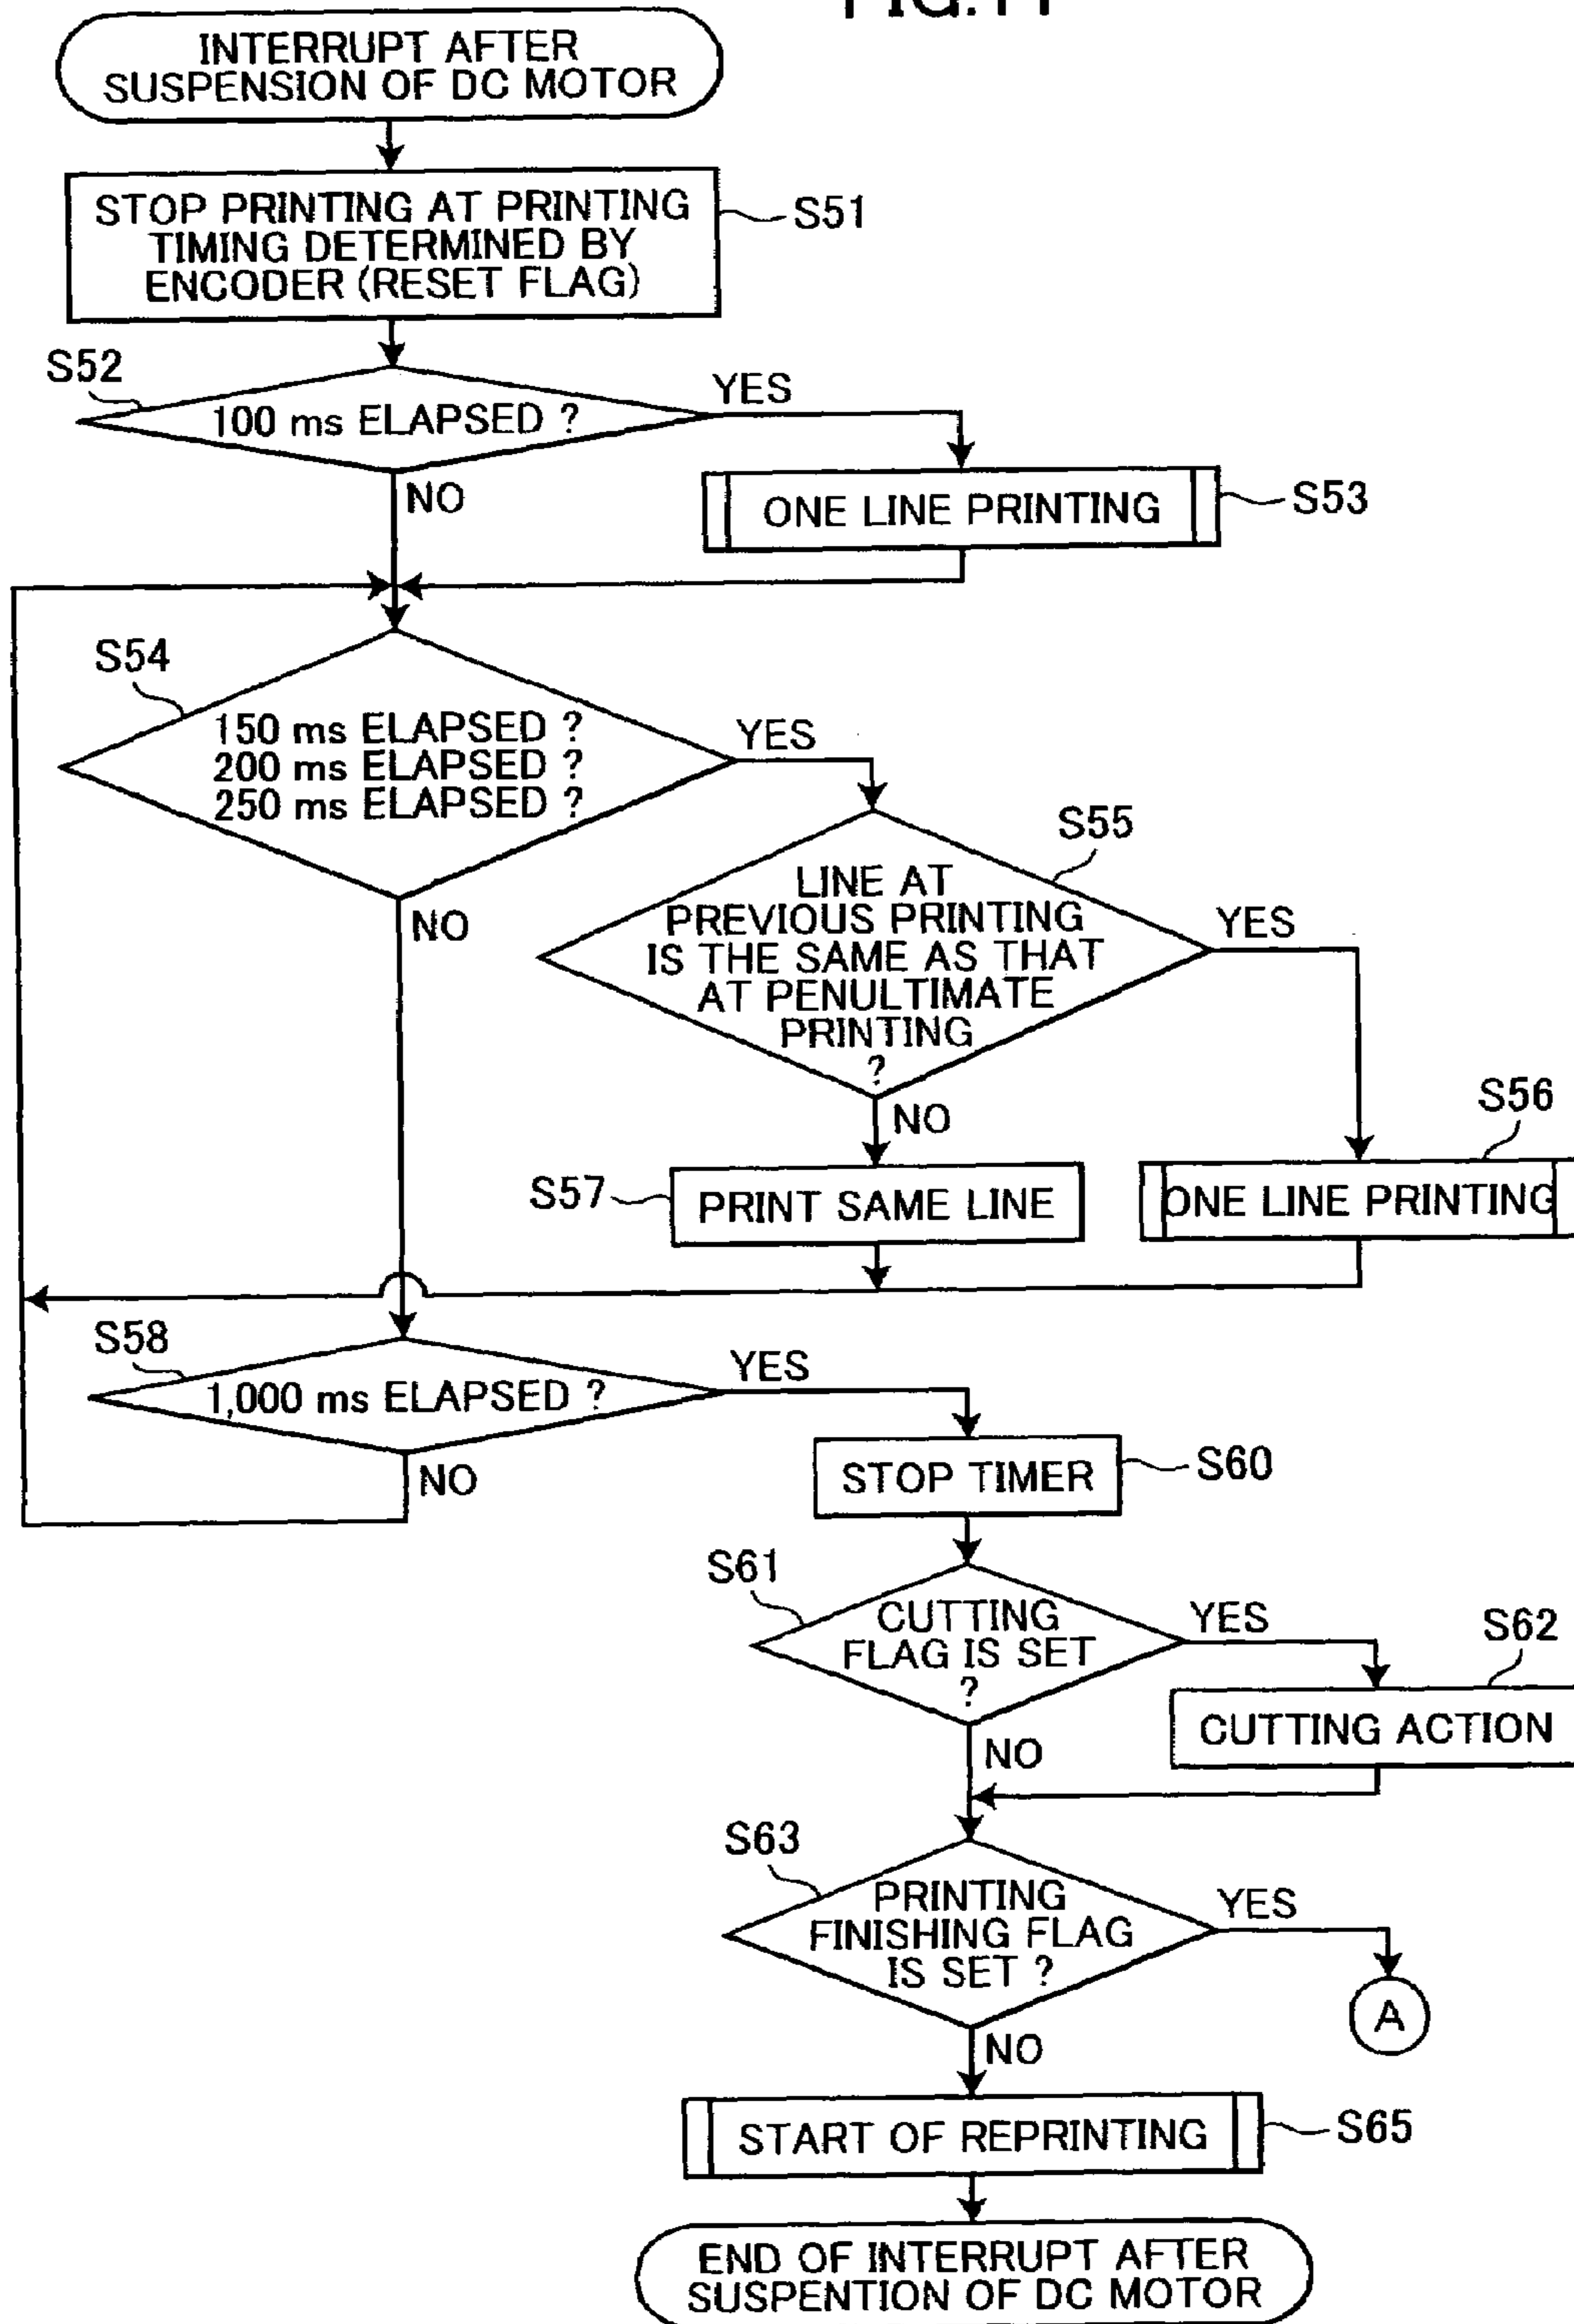 INTERRUPT AFTER
SUSPENSION OF DC MOTOR
STOP PRINTING AT PRINTING
TIMING DETERMINED BY
ENCODER (RESET FLAG)
S51
S52
100 ms ELAPSED ?
YES
NO
ONE LINE PRINTING
S53
S54
150 ms ELAPSED ?
200 ms ELAPSED ?
250 ms ELAPSED ?
YES
NO
S55
LINE AT
PREVIOUS PRINTING
IS THE SAME AS THAT
AT PENULTIMATE
PRINTING
?
YES
NO
S56
S57
PRINT SAME LINE
ONE LINE PRINTING
S58
1,000 ms ELAPSED ?
YES
NO
STOP TIMER
S60
S61
CUTTING
FLAG IS SET
?
YES
NO
S62
CUTTING ACTION
S63
PRINTING
FINISHING FLAG
IS SET ?
YES
A
NO
START OF REPRINTING
S65
END OF INTERRUPT AFTER
SUSPENTION OF DC MOTOR